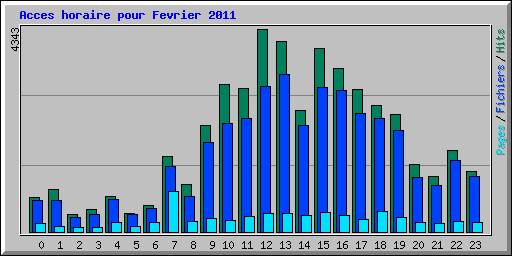 Acces horaire pour Fevrier 2011
4343
Pages / Fichiers / Hits
0 1 2 3 4 5 6 7 8 9 10 11 12 13 14 15 16 17 18 19 20 21 22 23